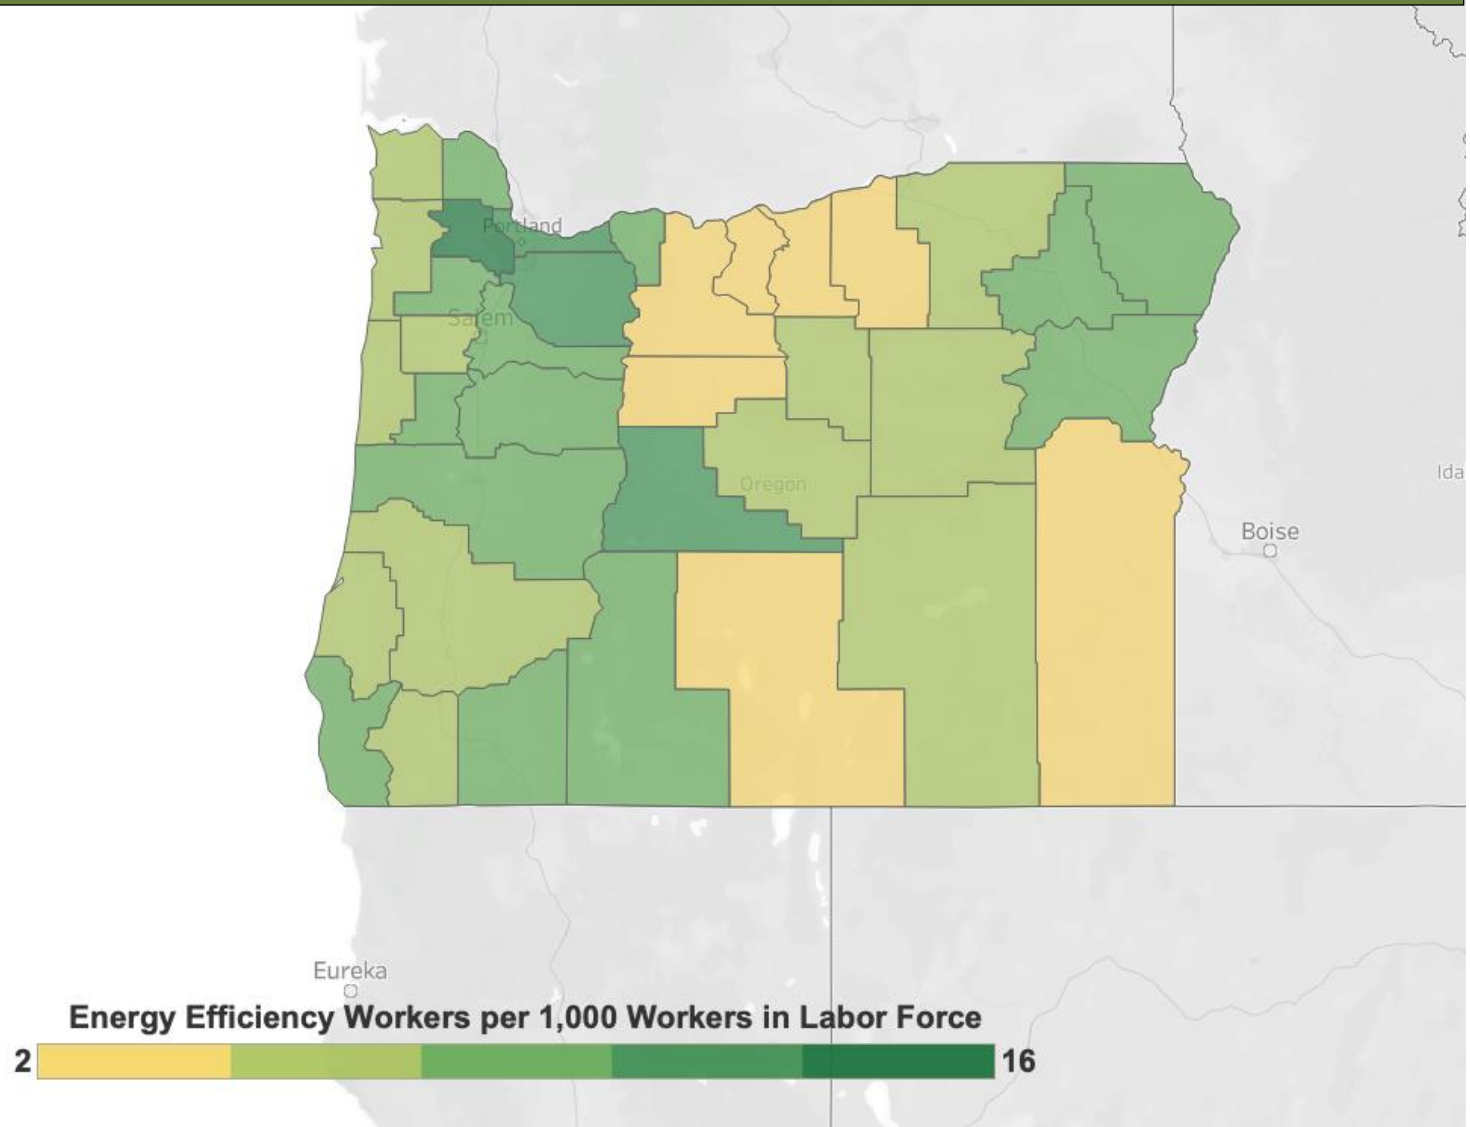 Portland
Salem
Oregon
Ida
Boise
Eureka
Energy Efficiency Workers per 1,000 Workers in Labor Force
2 16